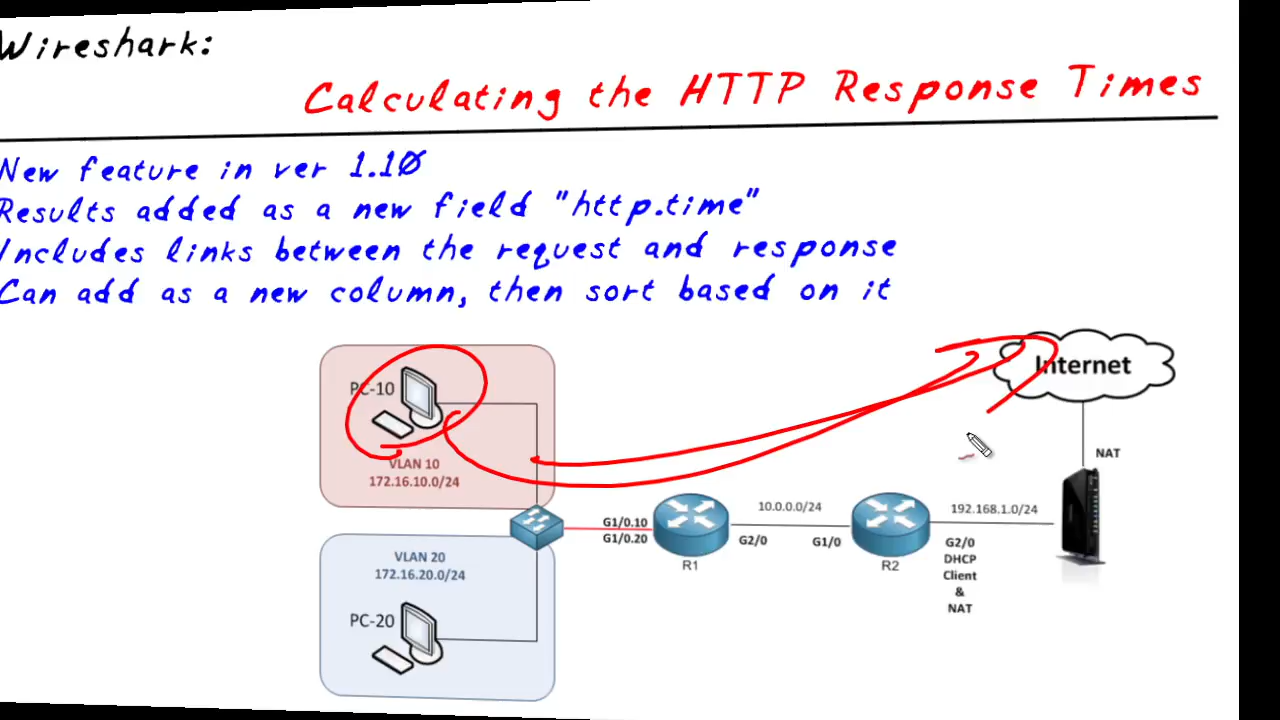 Wireshark:
Calculating the HTTP Response Times
New feature in ver 1.10
Results added as a new field "http.time"
Includes links between the request and response
Can add as a new column, then sort based on it
PC-10
VLAN 10
172.16.10.0/24
Internet
NAT
G1/0.10
G1/0.20
R1
G2/0
10.0.0.0/24
G1/0
R2
192.168.1.0/24
G2/0
DHCP
Client
&
NAT
VLAN 20
172.16.20.0/24
PC-20